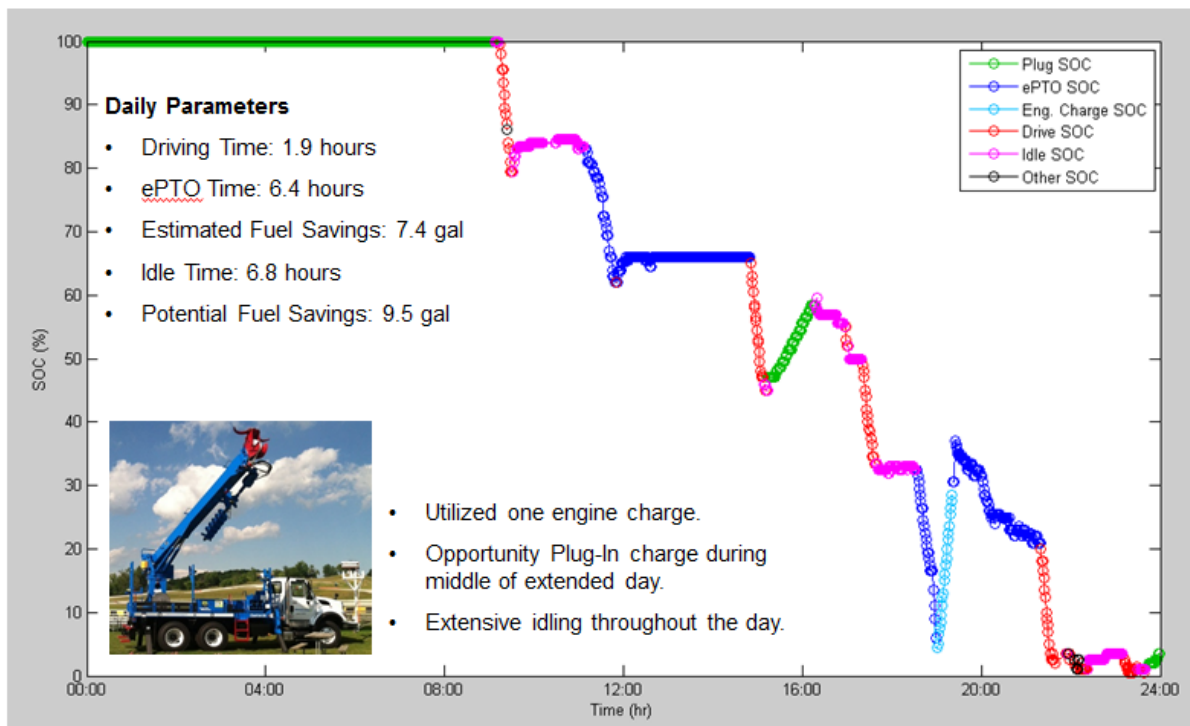 100
90
80
70
60
50
40
30
20
10
0
SOC (%)
00:00
04:00
08:00
12:00
16:00
20:00
24:00
Time (hr)
Plug SOC
ePTO SOC
Eng. Charge SOC
Drive SOC
Idle SOC
Other SOC
Daily Parameters
• Driving Time: 1.9 hours
• ePTO Time: 6.4 hours
• Estimated Fuel Savings: 7.4 gal
• Idle Time: 6.8 hours
• Potential Fuel Savings: 9.5 gal
• Utilized one engine charge.
• Opportunity Plug-In charge during
middle of extended day.
• Extensive idling throughout the day.